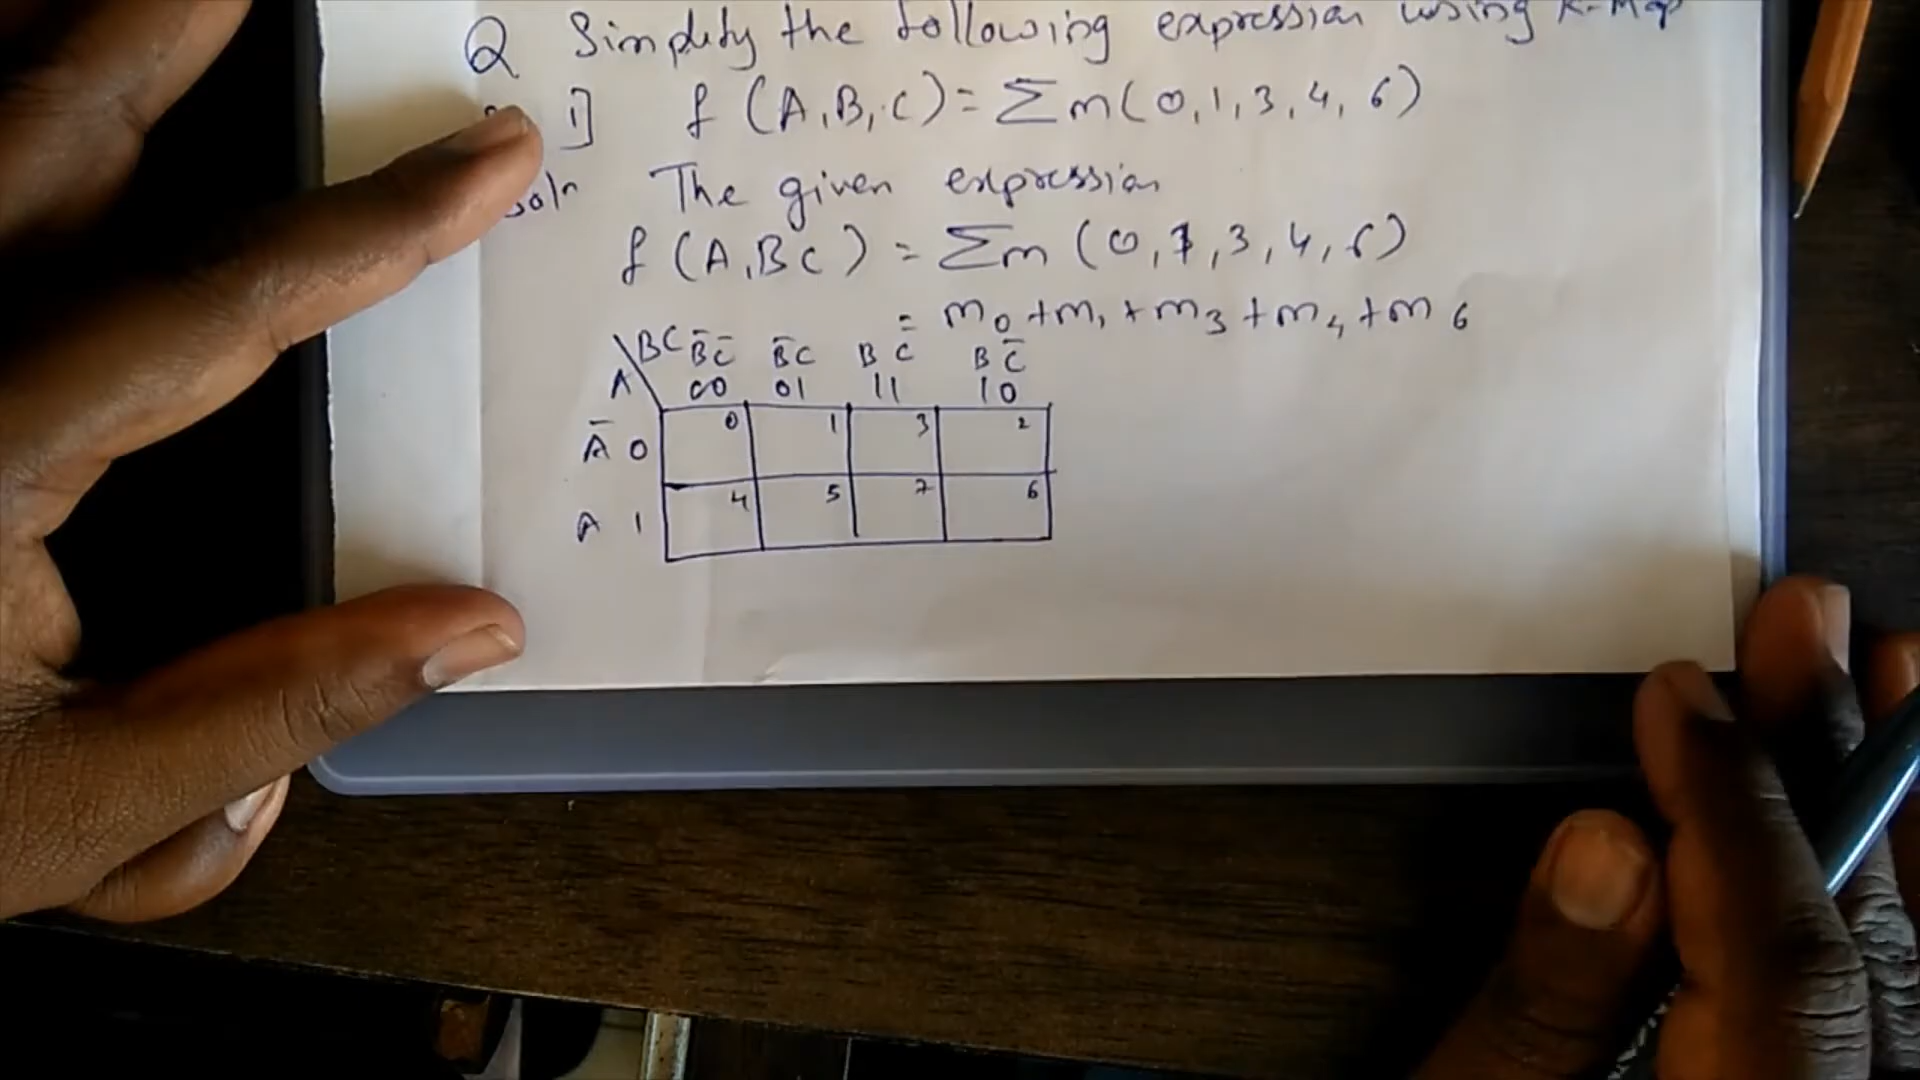 Q Simplify the following expression using K-Map
1] f (A,B,C) = Σm(0,1,3,4,6)
Soln The given expression
f (A,BC) = Σm (0,1,3,4,6)
= m0 +m1 +m3 +m4 +m6
BC B̅C̅ B̅C B C B C̅
A 00 01 11 10
A̅ 0 0 1 3 2
A 1 4 5 7 6